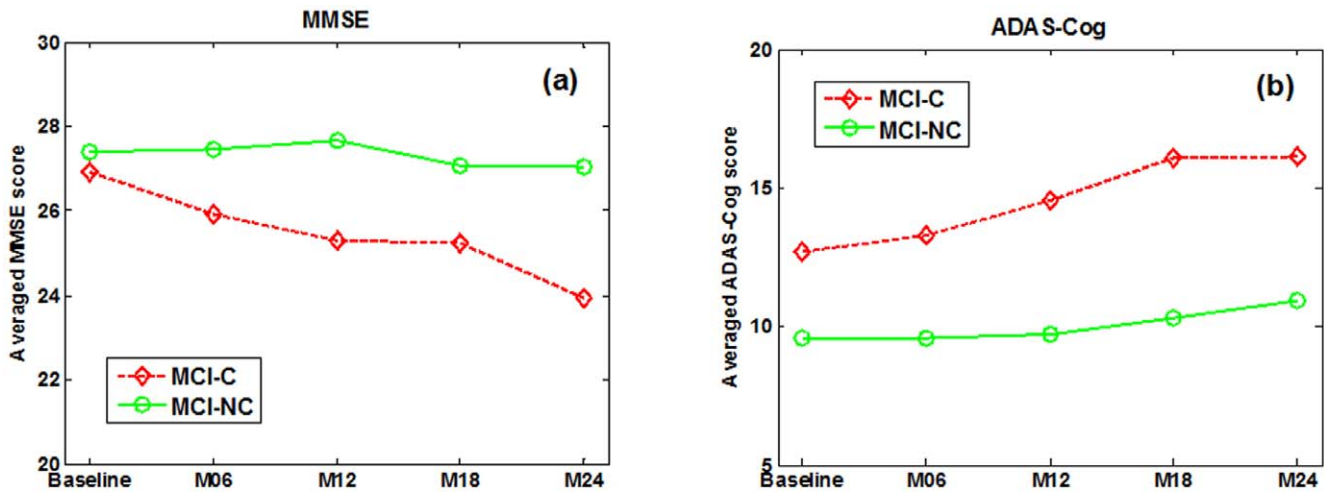 MMSE
(a)
Averaged MMSE score
30
28
26
24
22
20
MCI-C
MCI-NC
Baseline M06 M12 M18 M24
ADAS-Cog
(b)
Averaged ADAS-Cog score
20
15
10
5
MCI-C
MCI-NC
Baseline M06 M12 M18 M24